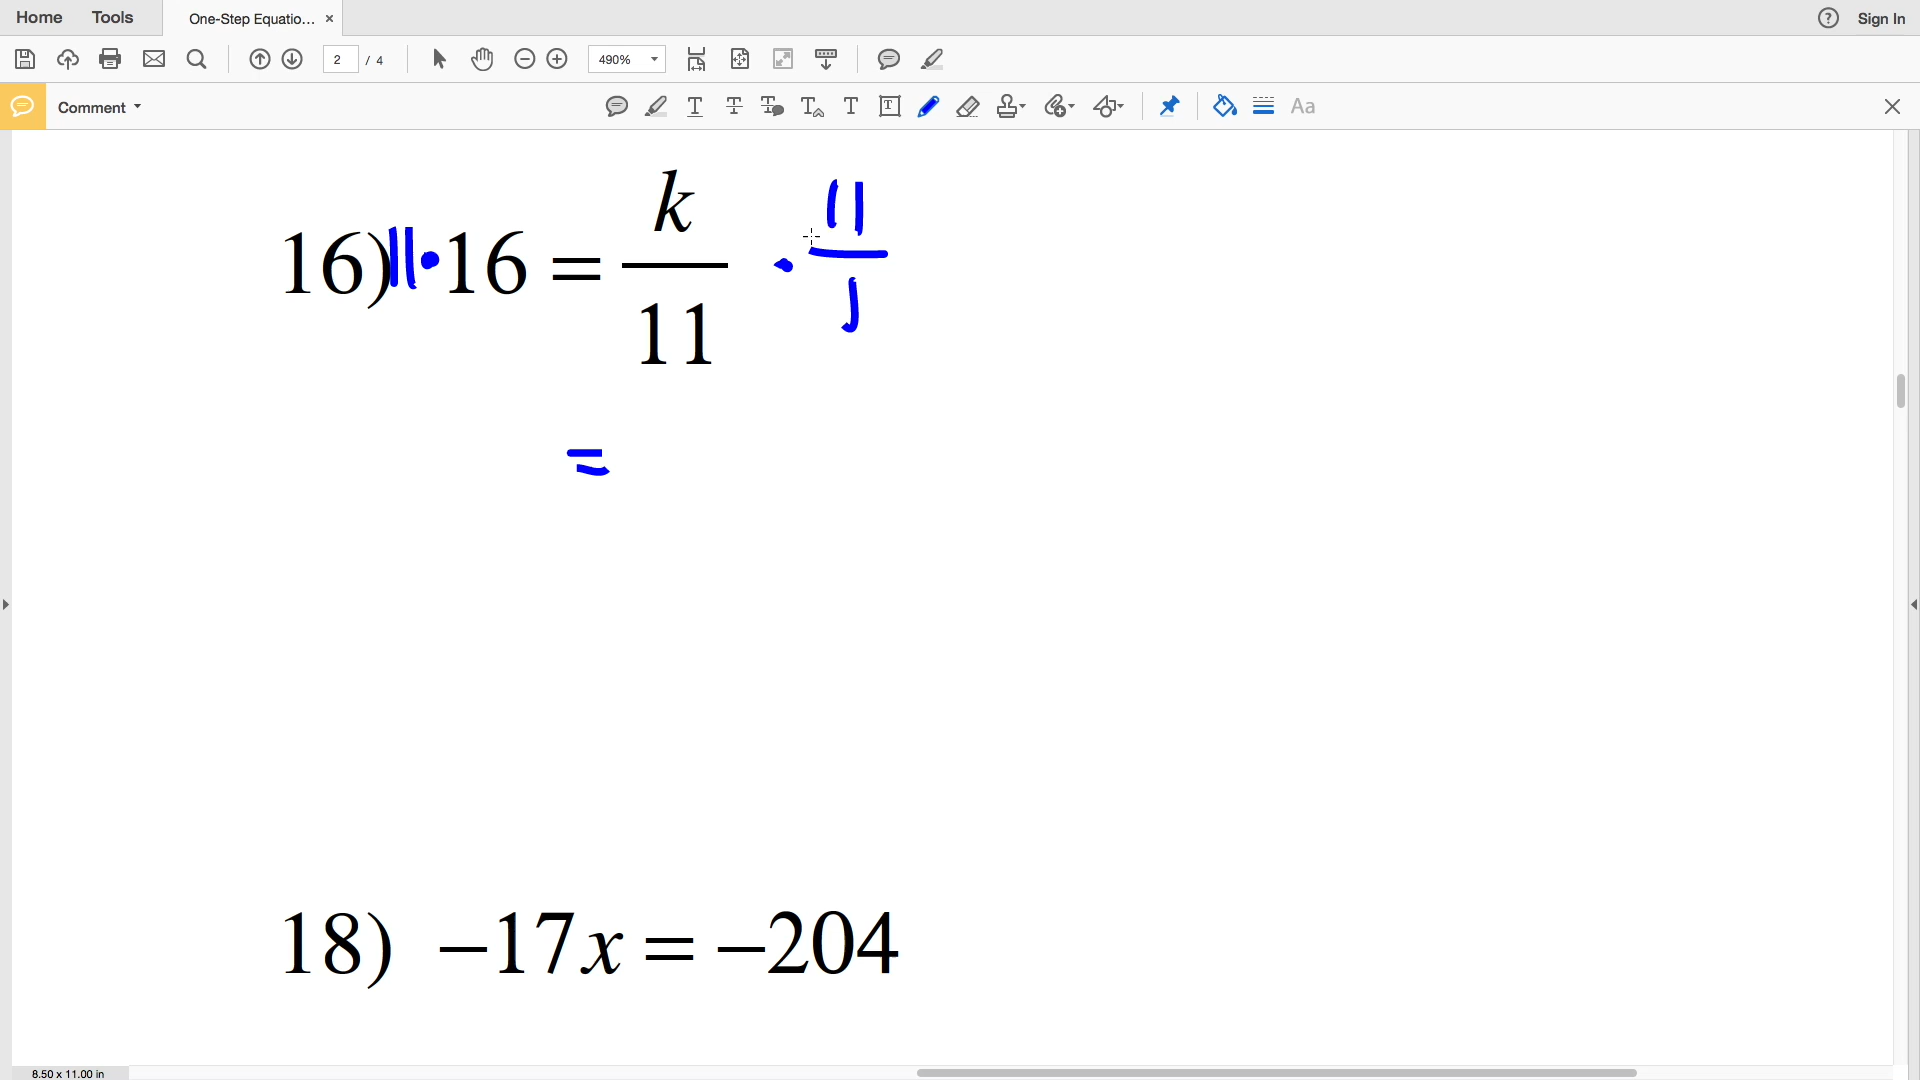 Home Tools One-Step Equatio... × ? Sign In
2 / 4 490%
Comment Aa
16) 11 • 16 = k/11 • 11/1
=
18) −17x = −204
8.50 x 11.00 in